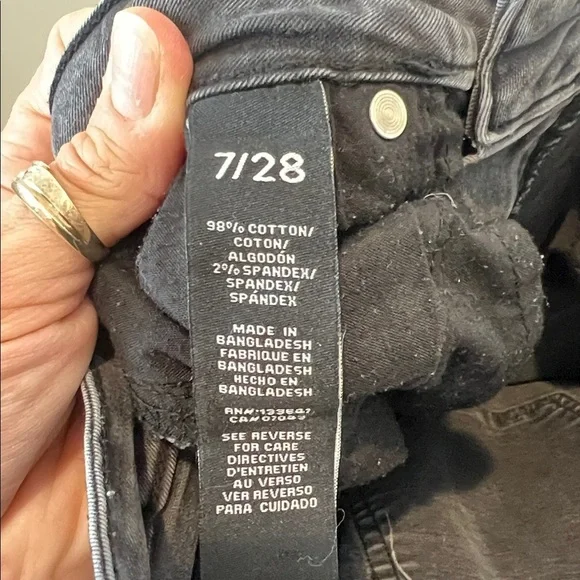 7/28
98% COTTON/
COTON/
ALGODÓN
2% SPANDEX/
SPANDEX/
SPÁNDEX
MADE IN
BANGLADESH
FABRIQUE EN
BANGLADESH
HECHO EN
BANGLADESH
SEE REVERSE
FOR CARE
DIRECTIVES
D'ENTRETIEN
AU VERSO
VER REVERSO
PARA CUIDADO